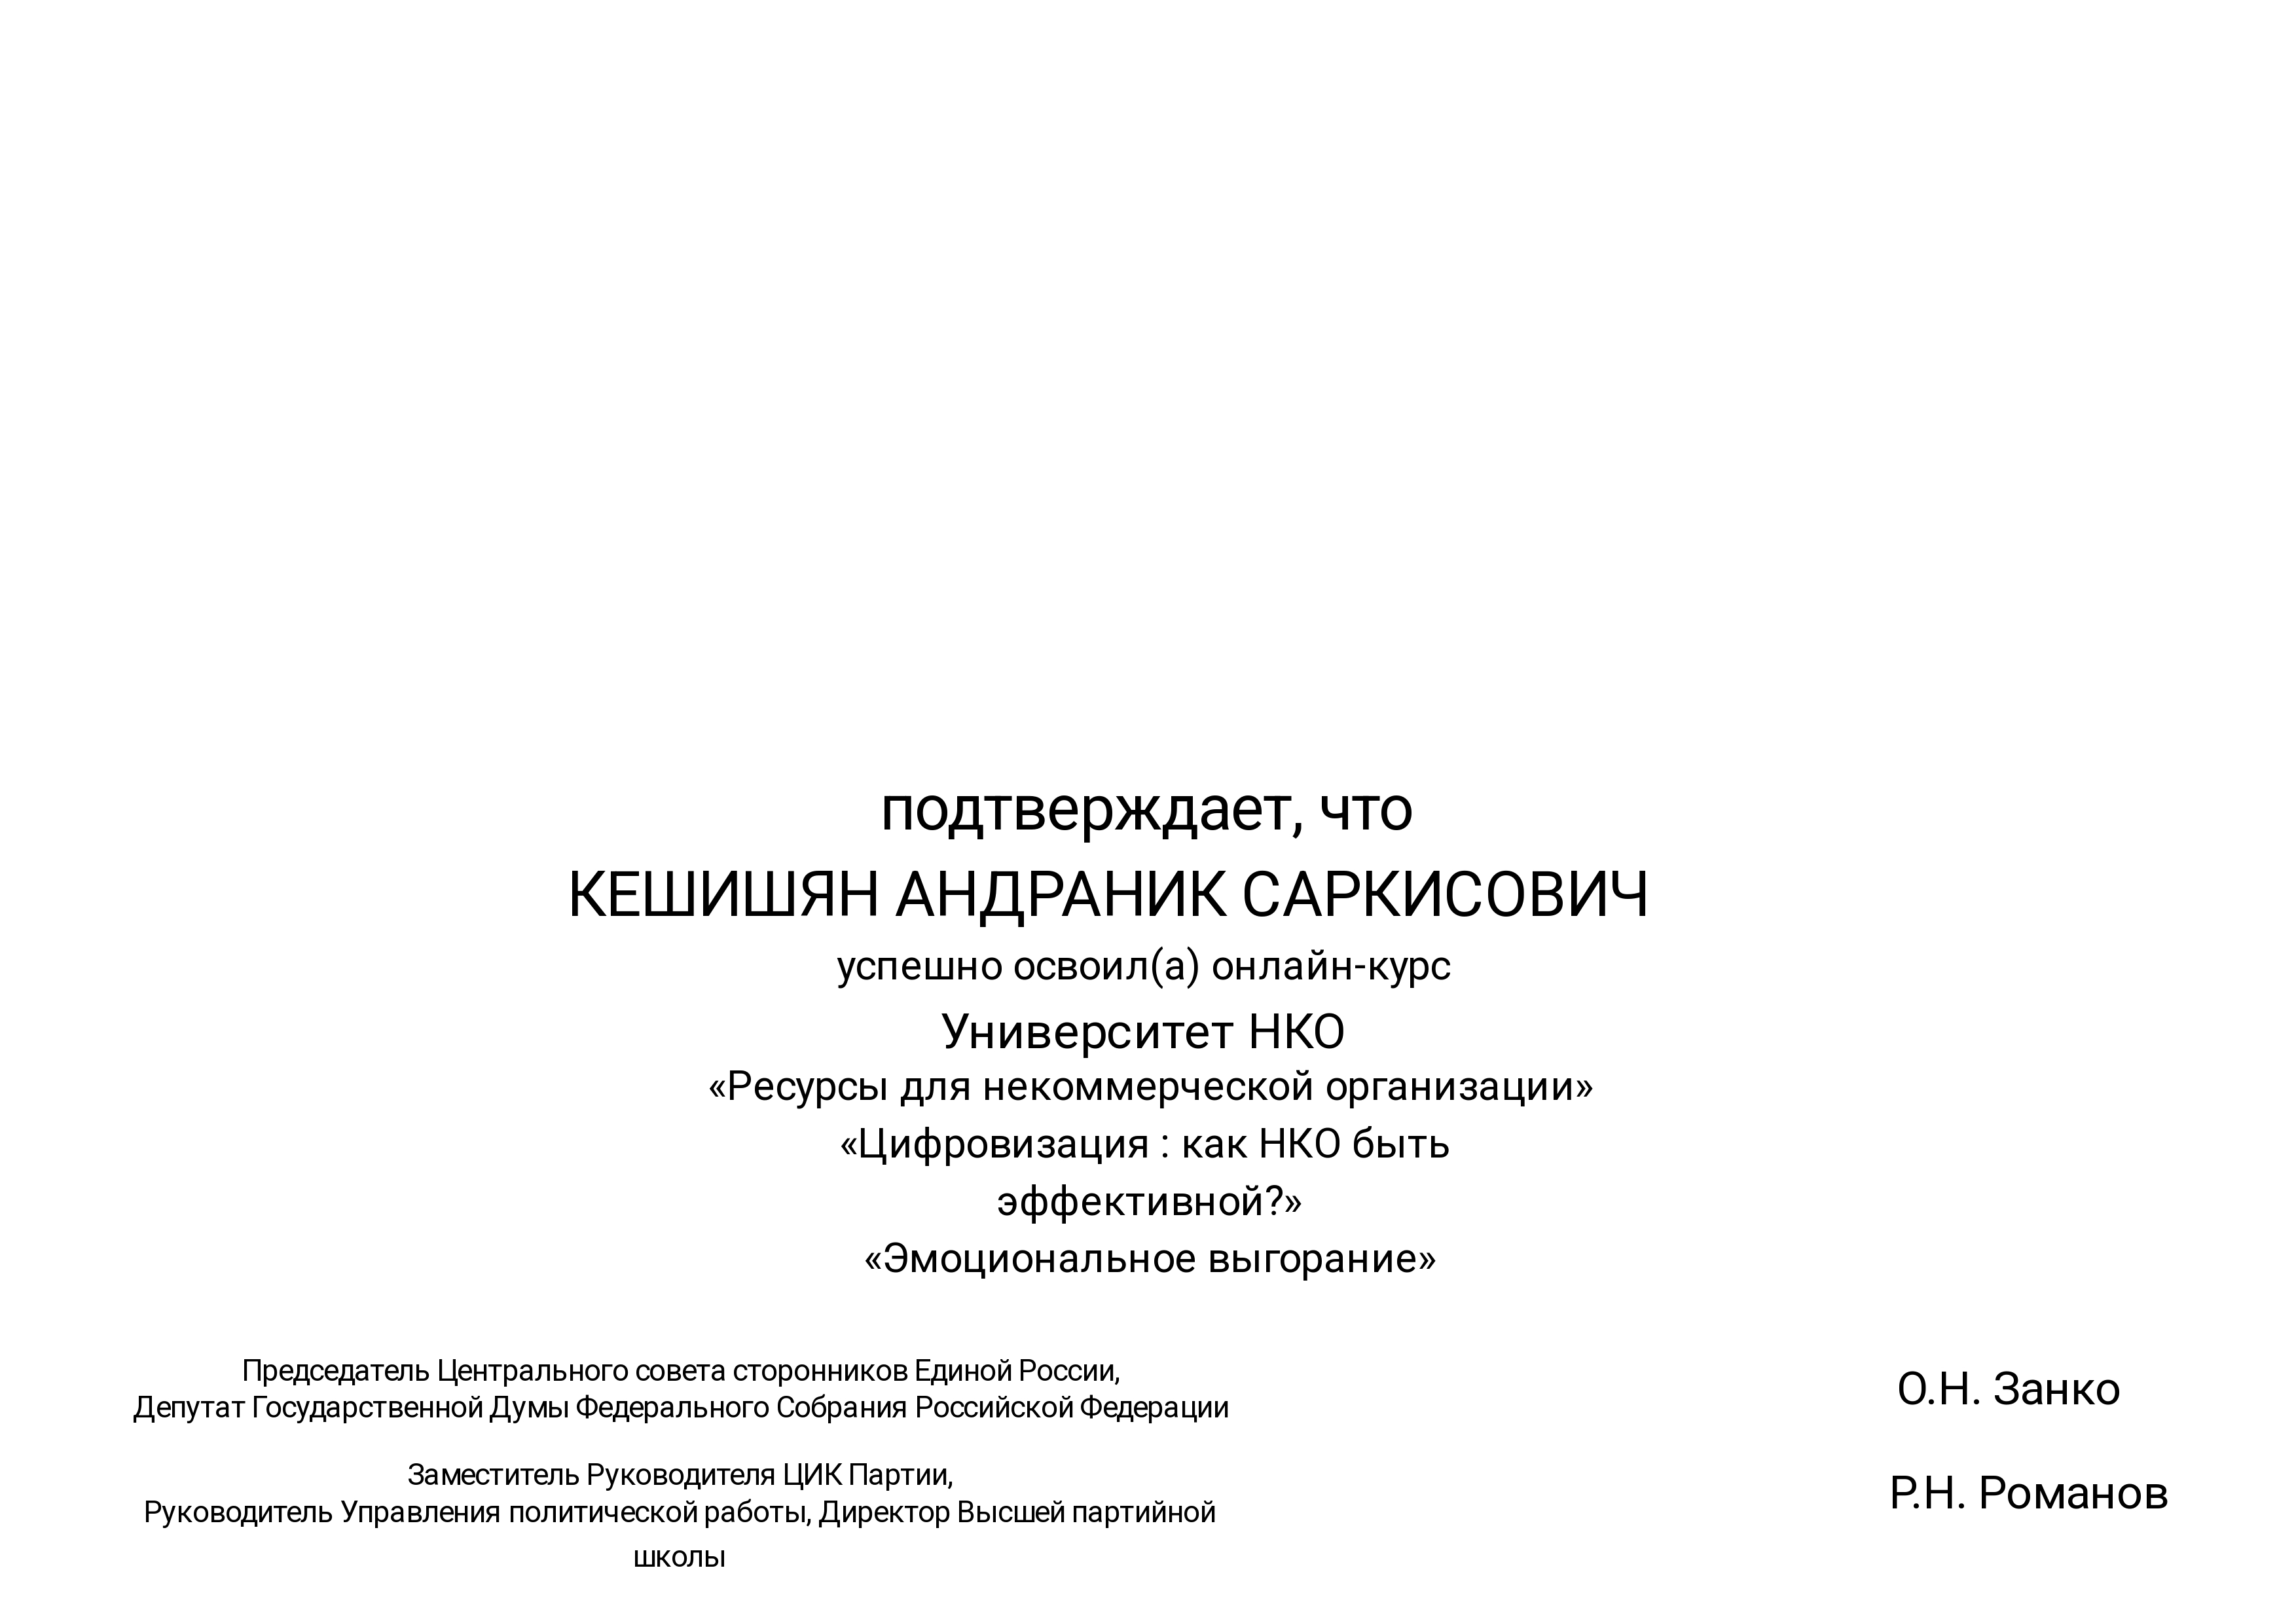 подтверждает, что
КЕШИШЯН АНДРАНИК САРКИСОВИЧ
успешно освоил(а) онлайн-курс
Университет НКО
«Ресурсы для некоммерческой организации»
«Цифровизация : как НКО быть
эффективной?»
«Эмоциональное выгорание»
Председатель Центрального совета сторонников Единой России,
Депутат Государственной Думы Федерального Собрания Российской Федерации
О.Н. Занко
Заместитель Руководителя ЦИК Партии,
Руководитель Управления политической работы, Директор Высшей партийной
школы
Р.Н. Романов